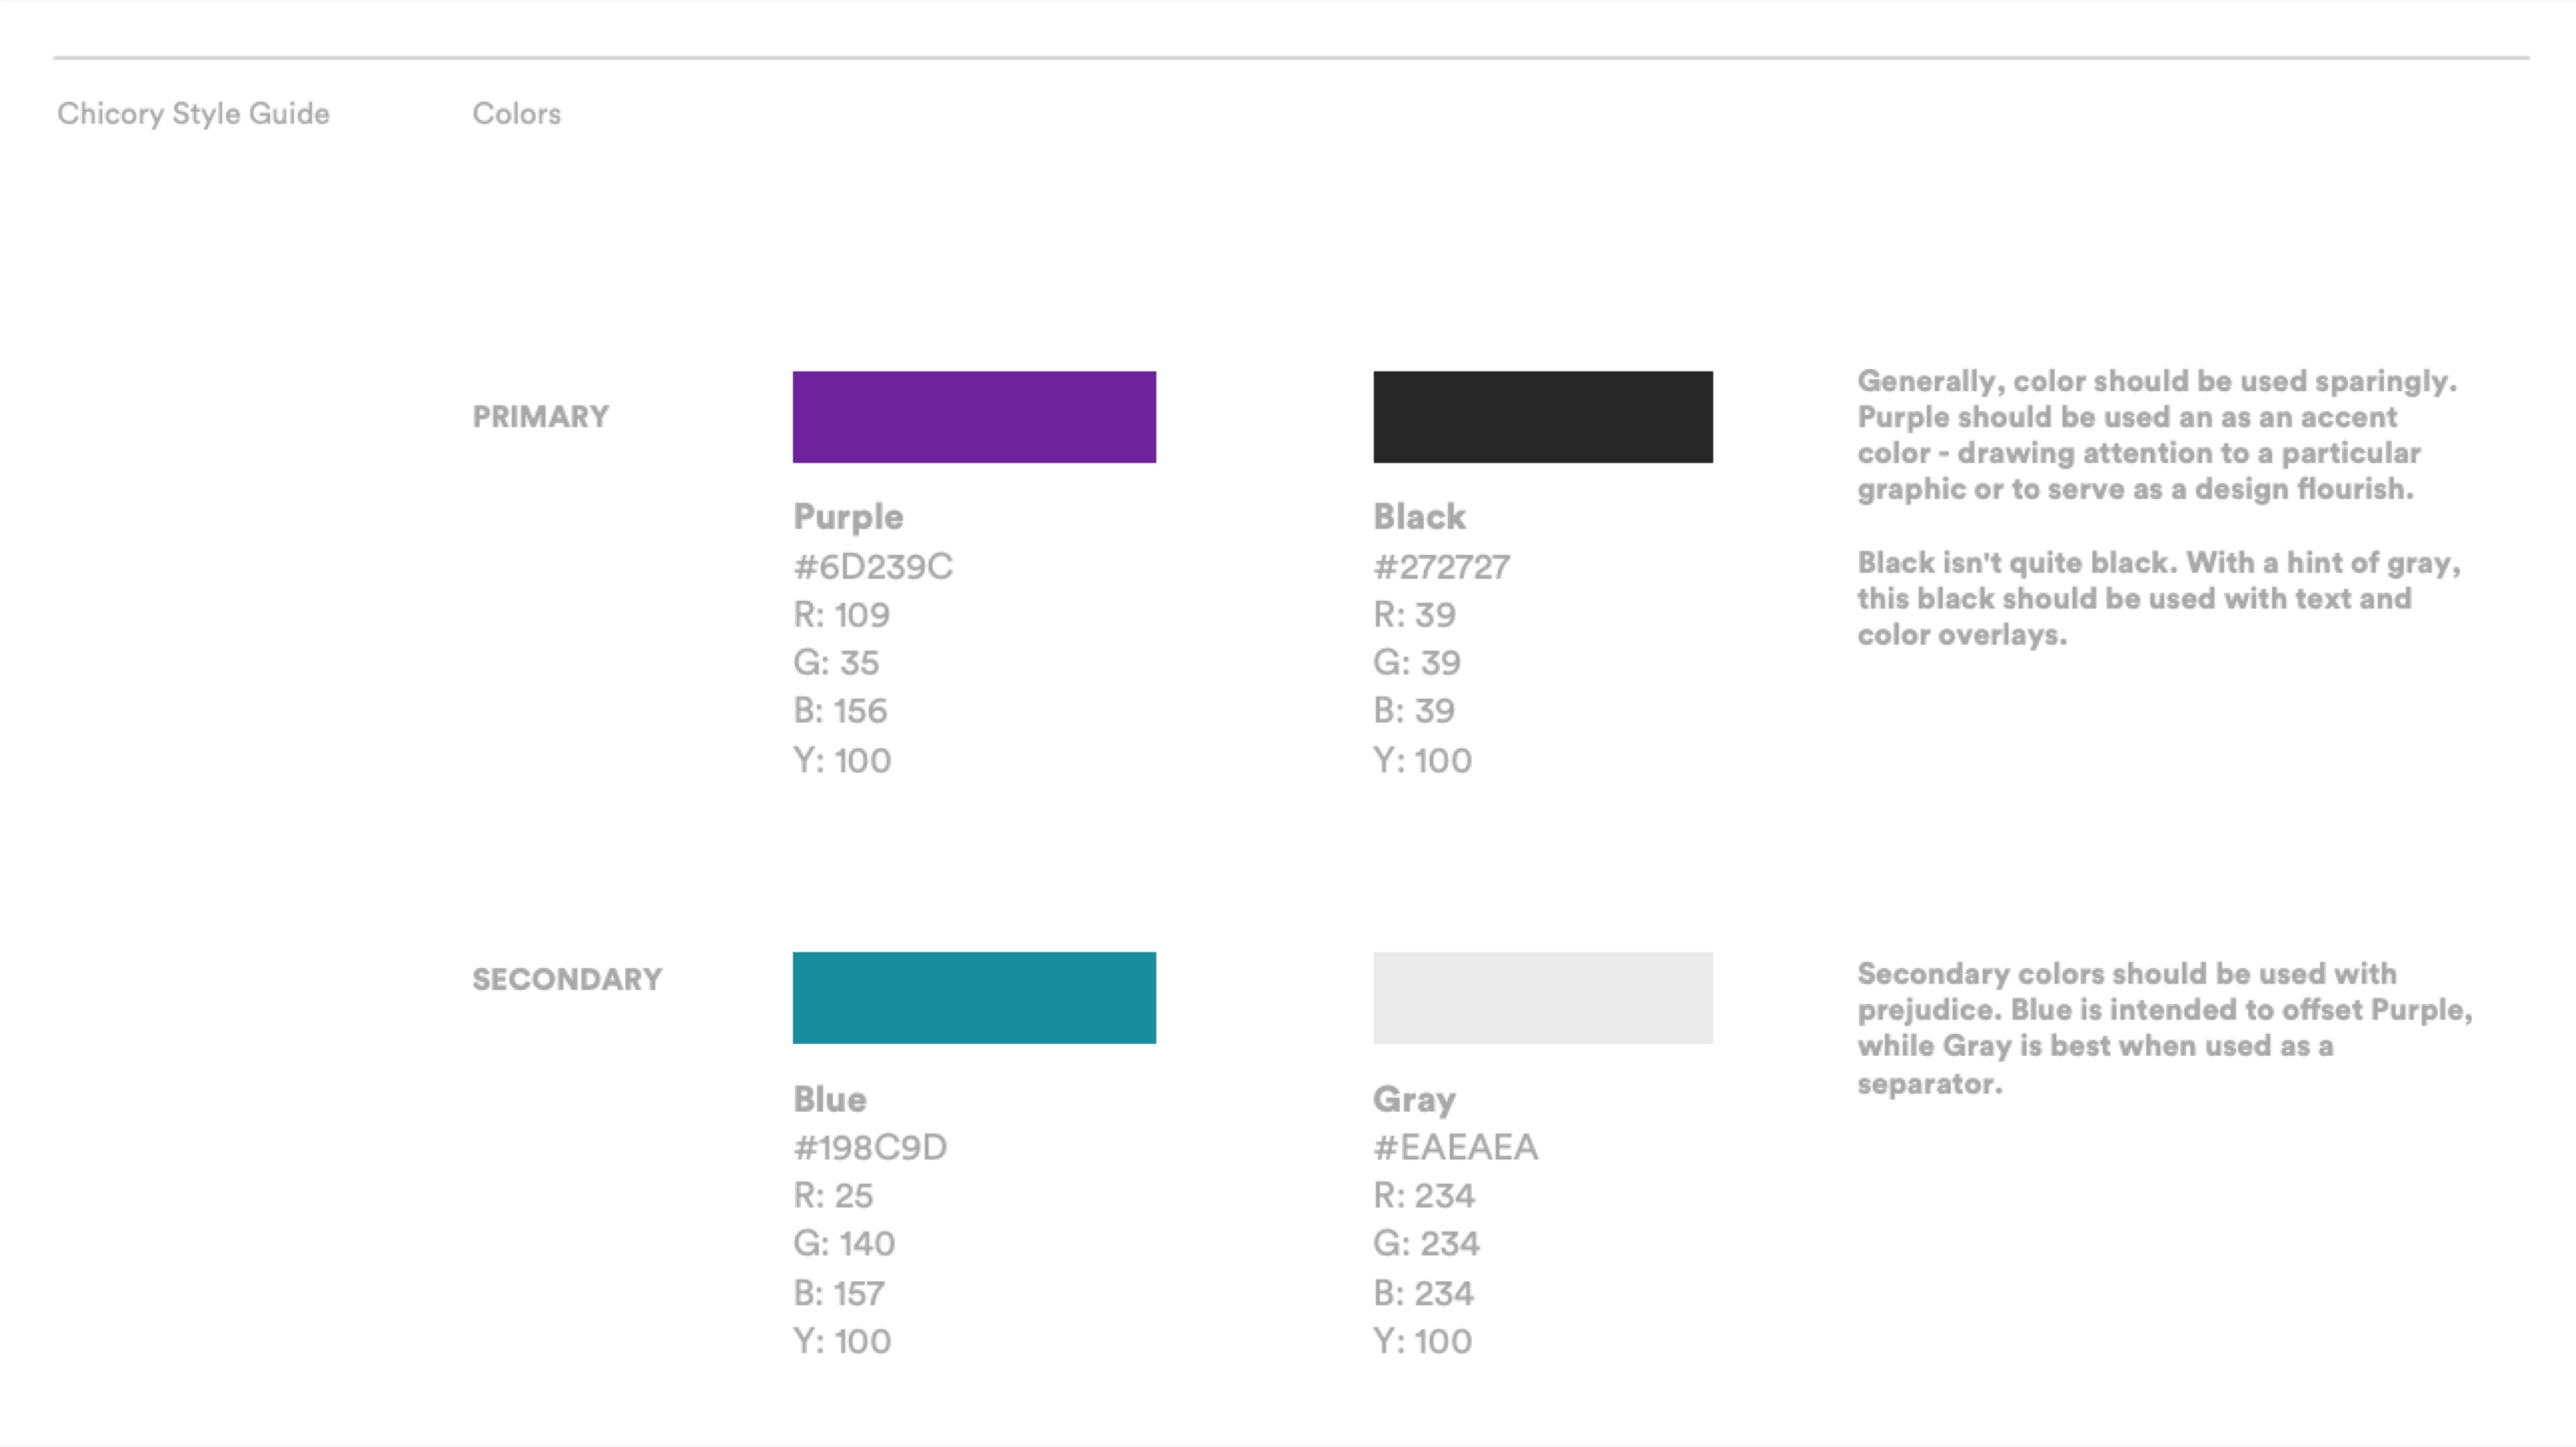 Chicory Style Guide
Colors
PRIMARY
Purple
#6D239C
R: 109
G: 35
B: 156
Y: 100
Black
#272727
R: 39
G: 39
B: 39
Y: 100
Generally, color should be used sparingly.
Purple should be used an as an accent
color - drawing attention to a particular
graphic or to serve as a design flourish.
Black isn't quite black. With a hint of gray,
this black should be used with text and
color overlays.
SECONDARY
Blue
#198C9D
R: 25
G: 140
B: 157
Y: 100
Gray
#EAEAEA
R: 234
G: 234
B: 234
Y: 100
Secondary colors should be used with
prejudice. Blue is intended to offset Purple,
while Gray is best when used as a
separator.